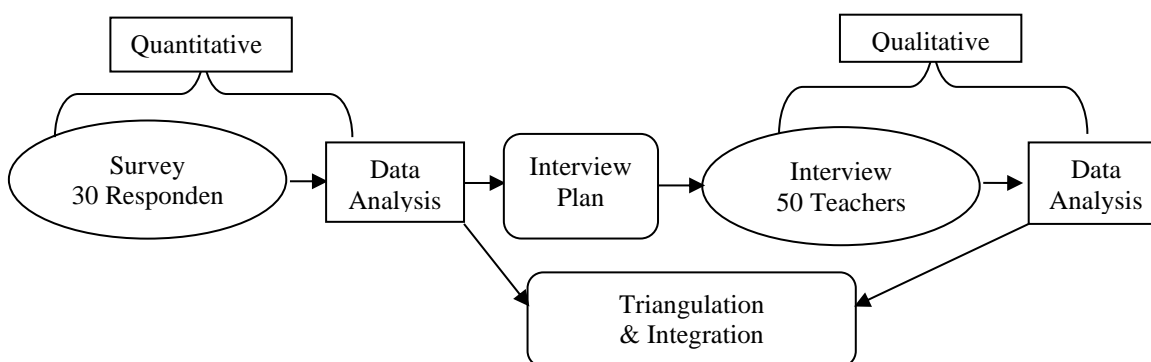 Quantitative
Qualitative
Survey
30 Responden
Data
Analysis
Interview
Plan
Interview
50 Teachers
Data
Analysis
Triangulation
& Integration